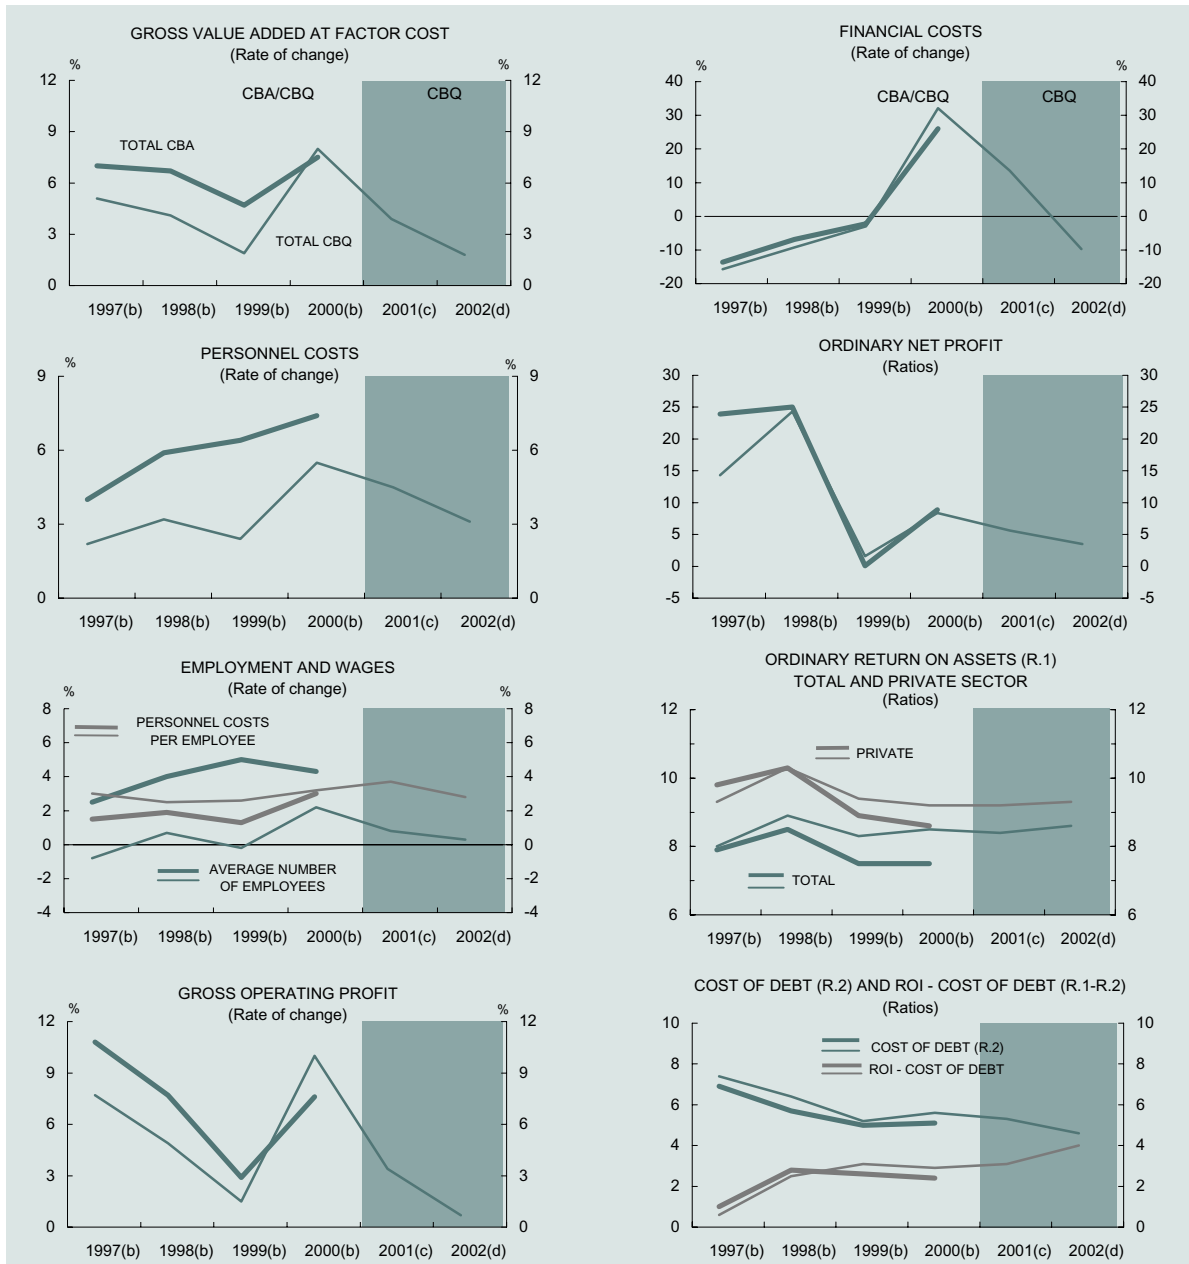 GROSS VALUE ADDED AT FACTOR COST
(Rate of change)
% %
12 12
9 9
6 6
3 3
0 0
CBA/CBQ CBQ
TOTAL CBA
TOTAL CBQ
1997(b) 1998(b) 1999(b) 2000(b) 2001(c) 2002(d)
FINANCIAL COSTS
(Rate of change)
% %
40 40
30 30
20 20
10 10
0 0
-10 -10
-20 -20
CBA/CBQ CBQ
1997(b) 1998(b) 1999(b) 2000(b) 2001(c) 2002(d)
PERSONNEL COSTS
(Rate of change)
% %
9 9
6 6
3 3
0 0
1997(b) 1998(b) 1999(b) 2000(b) 2001(c) 2002(d)
ORDINARY NET PROFIT
(Ratios)
30 30
25 25
20 20
15 15
10 10
5 5
0 0
-5 -5
1997(b) 1998(b) 1999(b) 2000(b) 2001(c) 2002(d)
EMPLOYMENT AND WAGES
(Rate of change)
% %
8 8
6 6
4 4
2 2
0 0
-2 -2
-4 -4
PERSONNEL COSTS
PER EMPLOYEE
AVERAGE NUMBER
OF EMPLOYEES
1997(b) 1998(b) 1999(b) 2000(b) 2001(c) 2002(d)
ORDINARY RETURN ON ASSETS (R.1)
TOTAL AND PRIVATE SECTOR
(Ratios)
12 12
10 10
8 8
6 6
PRIVATE
TOTAL
1997(b) 1998(b) 1999(b) 2000(b) 2001(c) 2002(d)
GROSS OPERATING PROFIT
(Rate of change)
% %
12 12
9 9
6 6
3 3
0 0
1997(b) 1998(b) 1999(b) 2000(b) 2001(c) 2002(d)
COST OF DEBT (R.2) AND ROI - COST OF DEBT (R.1-R.2)
(Ratios)
10 10
8 8
6 6
4 4
2 2
0 0
COST OF DEBT (R.2)
ROI - COST OF DEBT
1997(b) 1998(b) 1999(b) 2000(b) 2001(c) 2002(d)